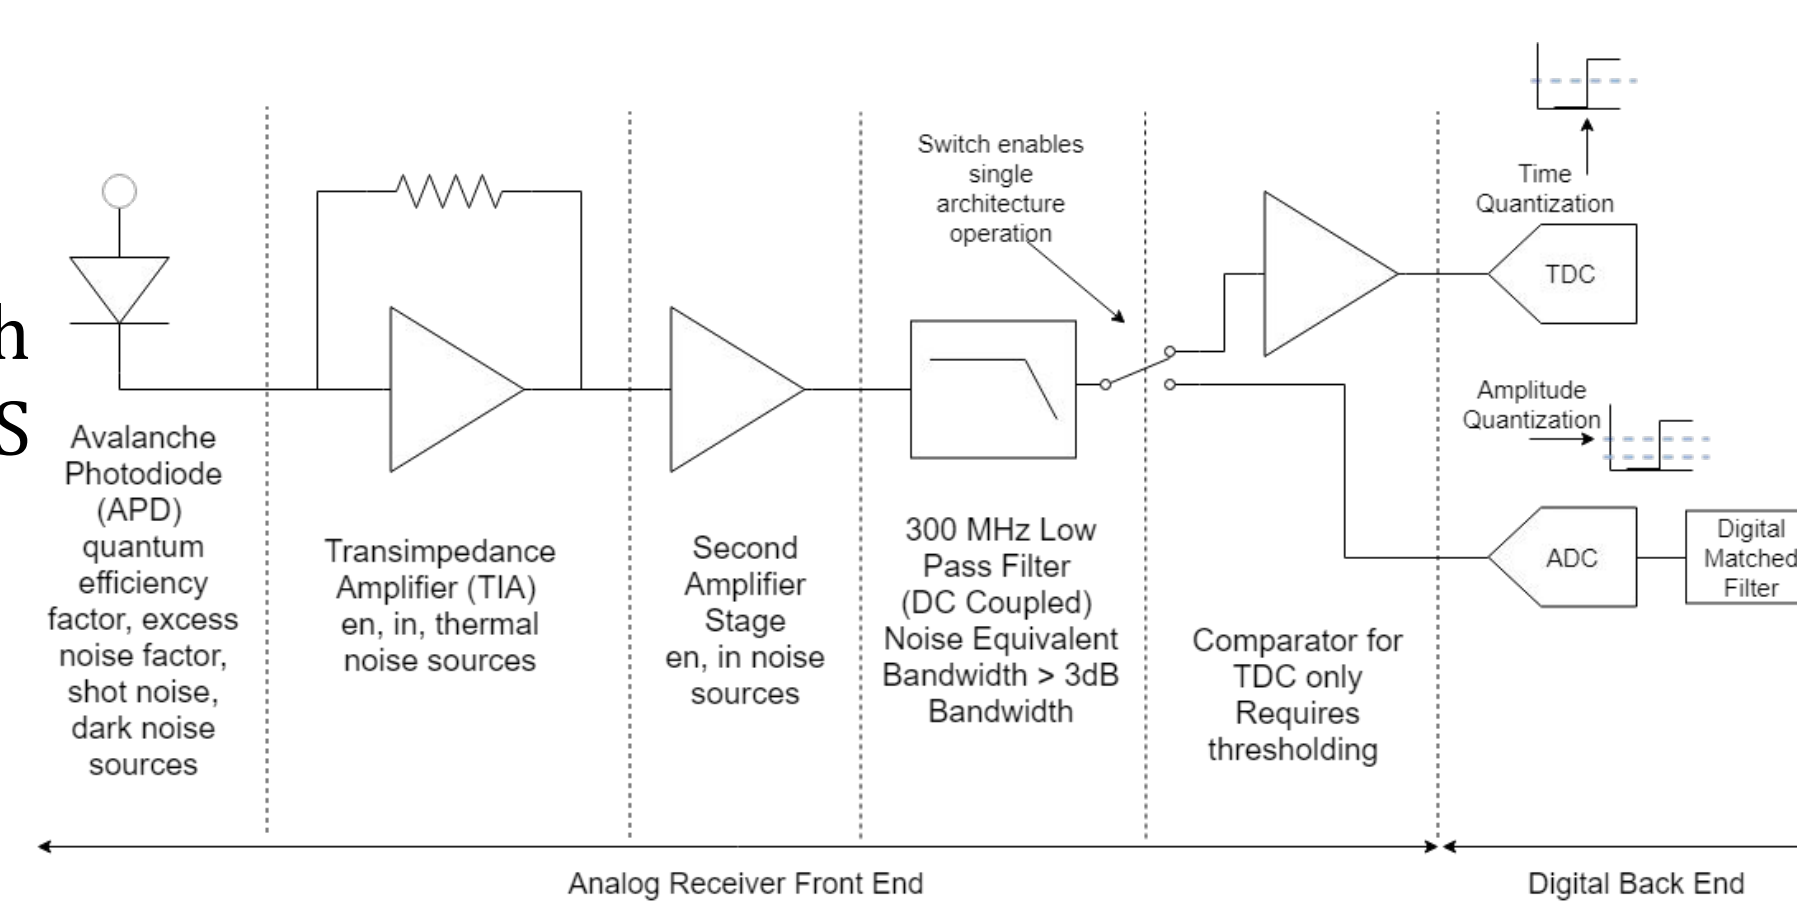 h
S
Avalanche
Photodiode
(APD)
quantum
efficiency
factor, excess
noise factor,
shot noise,
dark noise
sources
Transimpedance
Amplifier (TIA)
en, in, thermal
noise sources
Second
Amplifier
Stage
en, in noise
sources
Switch enables
single
architecture
operation
300 MHz Low
Pass Filter
(DC Coupled)
Noise Equivalent
Bandwidth > 3dB
Bandwidth
Comparator for
TDC only
Requires
thresholding
Time
Quantization
TDC
Amplitude
Quantization
ADC
Digital
Matched
Filter
Analog Receiver Front End
Digital Back End